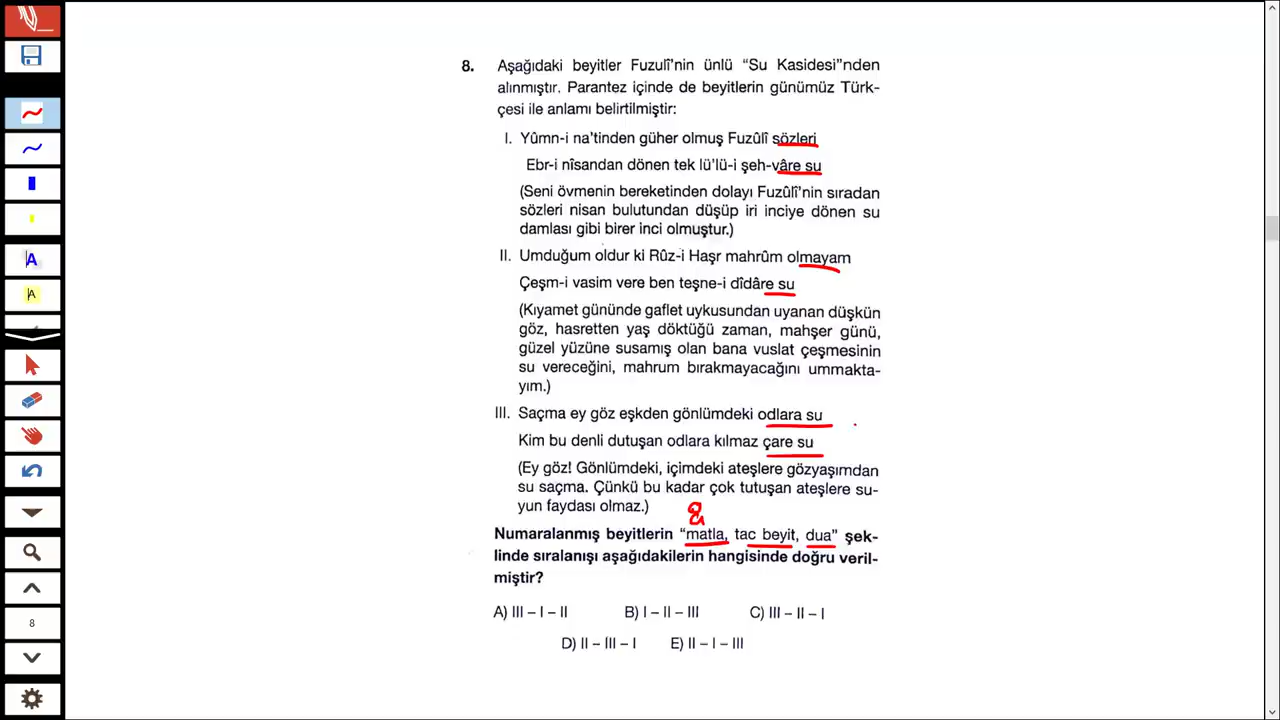 8. Aşağıdaki beyitler Fuzulî'nin ünlü “Su Kasidesi”nden
alınmıştır. Parantez içinde de beyitlerin günümüz Türk-
çesi ile anlamı belirtilmiştir:
I. Yûmn-i na'tinden güher olmuş Fuzûlî sözleri
Ebr-i nîsandan dönen tek lü'lü-i şeh-vâre su
(Seni övmenin bereketinden dolayı Fuzûlî'nin sıradan
sözleri nisan bulutundan düşüp iri inciye dönen su
damlası gibi birer inci olmuştur.)
II. Umduğum oldur ki Rûz-i Haşr mahrûm olmayam
Çeşm-i vasim vere ben teşne-i dîdâre su
(Kıyamet gününde gaflet uykusundan uyanan düşkün
göz, hasretten yaş döktüğü zaman, mahşer günü,
güzel yüzüne susamış olan bana vuslat çeşmesinin
su vereceğini, mahrum bırakmayacağını ummakta-
yım.)
III. Saçma ey göz eşkden gönlümdeki odlara su
Kim bu denli dutuşan odlara kılmaz çare su
(Ey göz! Gönlümdeki, içimdeki ateşlere gözyaşımdan
su saçma. Çünkü bu kadar çok tutuşan ateşlere su-
yun faydası olmaz.)
Numaralanmış beyitlerin “matla, tac beyit, dua” şek-
linde sıralanışı aşağıdakilerin hangisinde doğru veril-
miştir?
A) III – I – II B) I – II – III C) III – II – I
D) II – III – I E) II – I – III
A
A
8